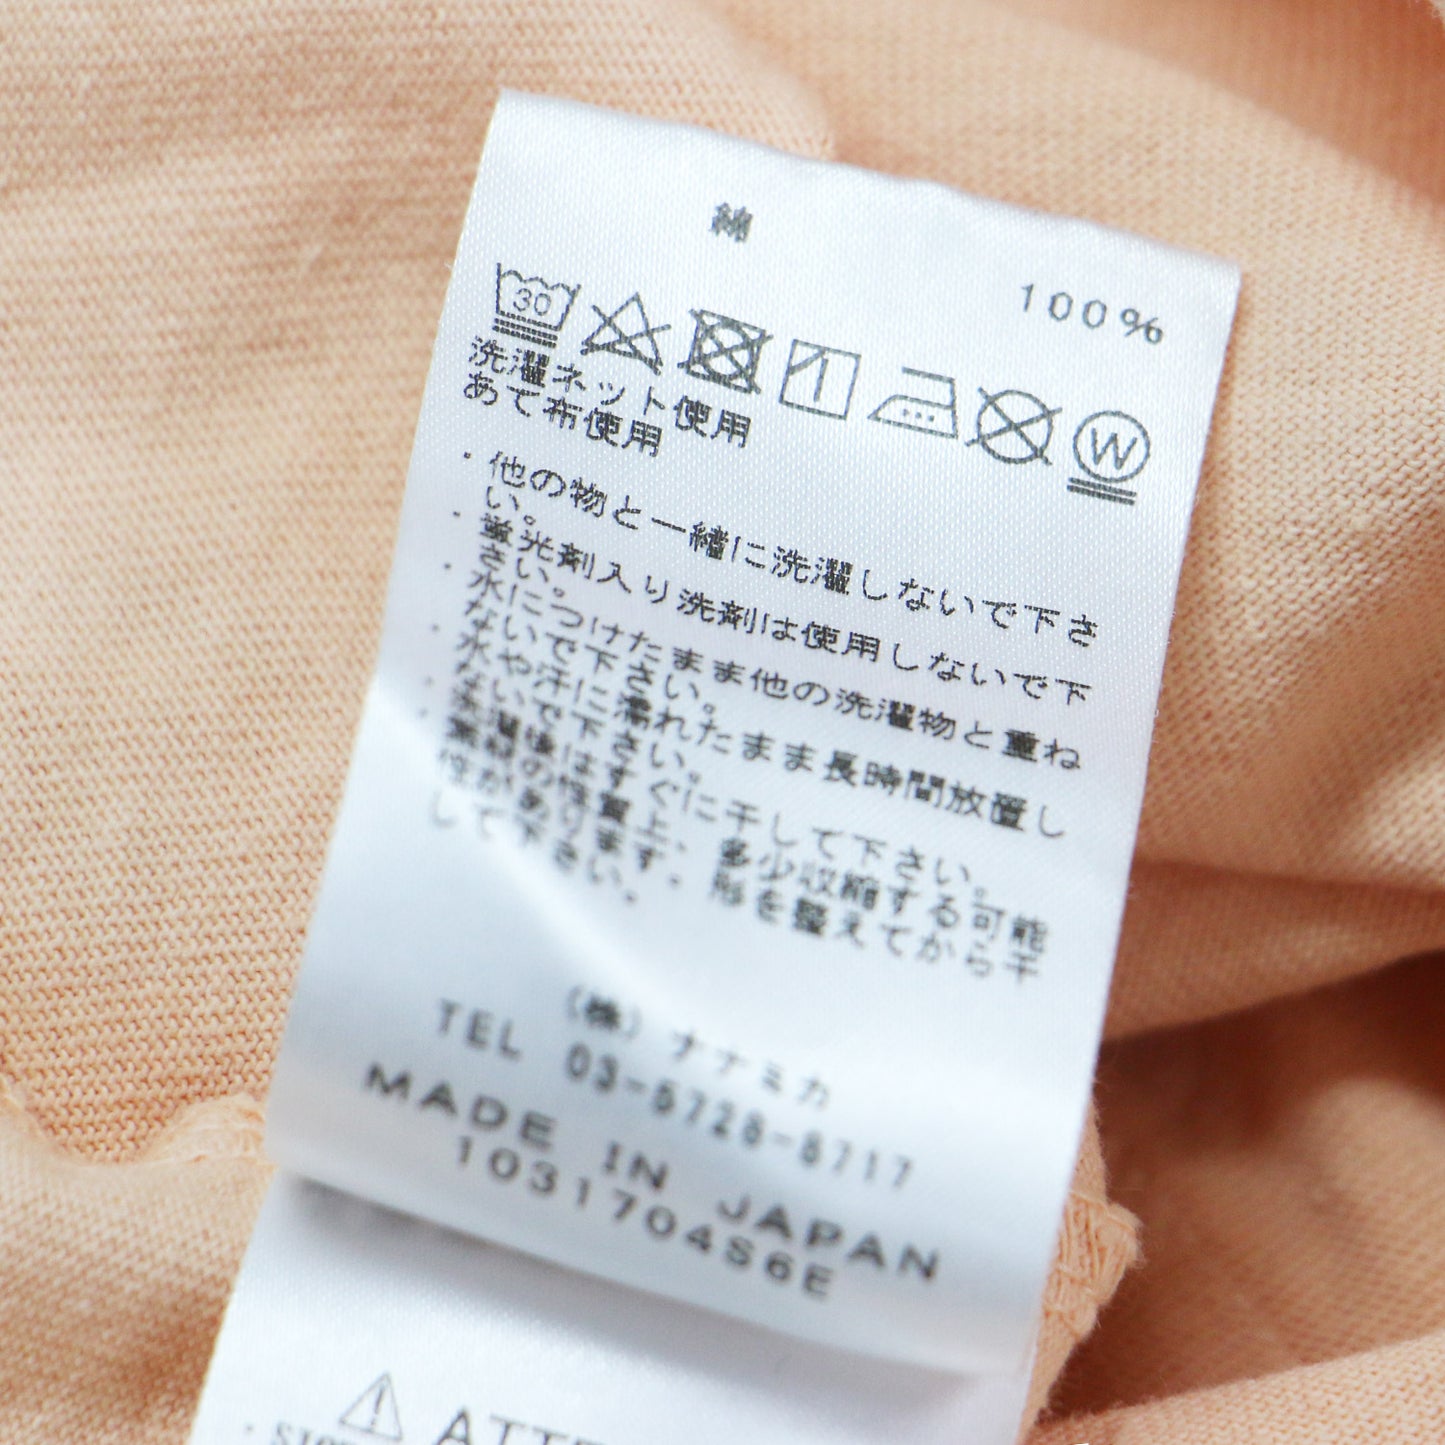 綿
100%
30
W
洗濯ネット使用
あて布使用
・他の物と一緒に洗濯しないで下さ
い。
・蛍光剤入り洗剤は使用しないで下
さい。
・水につけたまま他の洗濯物と重ね
ないで下さい。
・水や汗に濡れたまま長時間放置し
ないで下さい。
・洗濯後はすぐに干して下さい。
・素材の性質上、多少収縮する可能
性があります。形を整えてから干
して下さい。
(株)ナナミカ
TEL 03-5728-6717
MADE IN JAPAN
1031704S6E